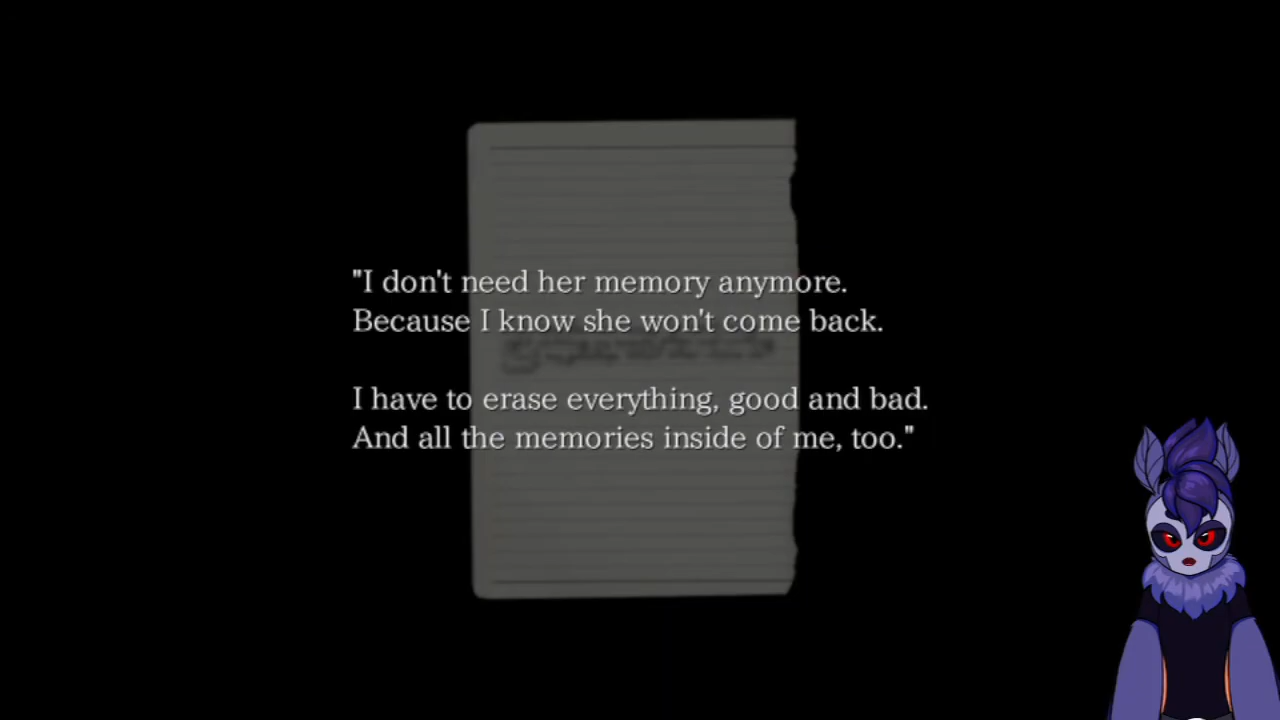 "I don't need her memory anymore.
Because I know she won't come back.
I have to erase everything, good and bad.
And all the memories inside of me, too."